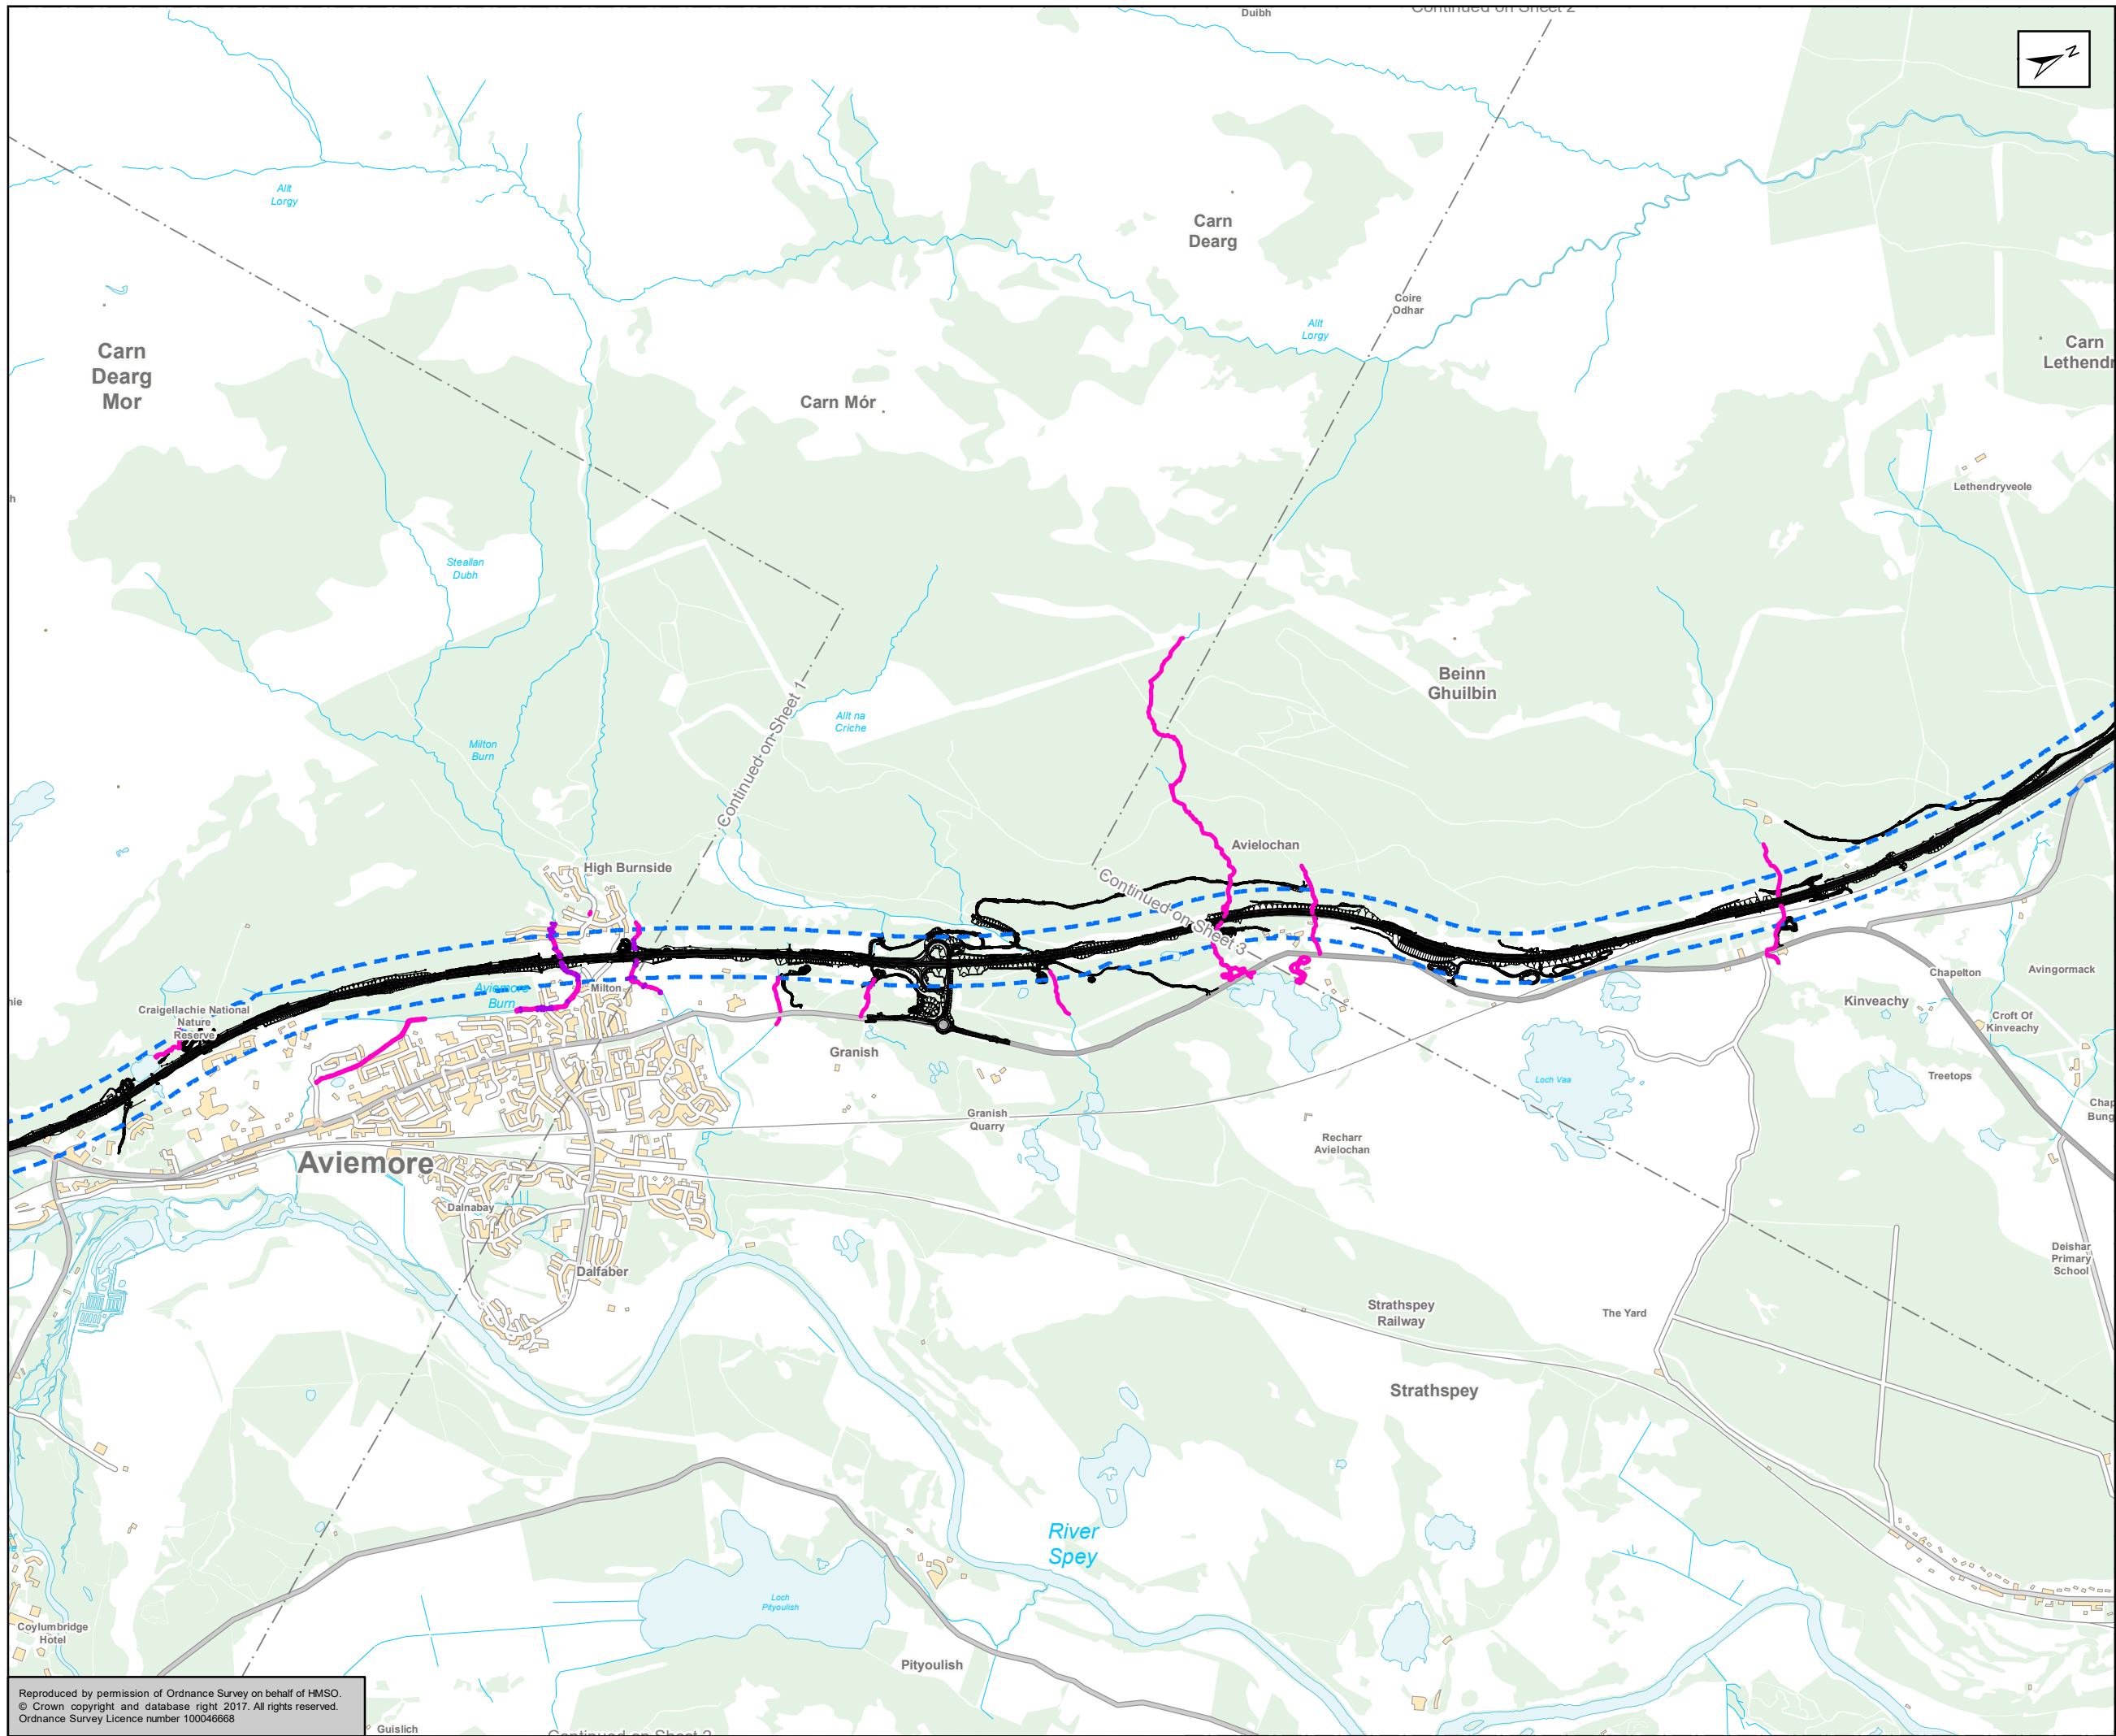 Duibh
Continued on Sheet 2
N
Allt
Lorgy
Carn
Dearg
Coire
Odhar
Allt
Lorgy
Carn
Dearg
Mor
Carn
Lethendr
Carn Mór
Lethendryveole
h
Steallan
Dubh
Beinn
Ghuilbin
Continued on Sheet 1
Allt na
Criche
Milton
Burn
Avielochan
High Burnside
Continued on Sheet 3
Avingormack
Chapelton
Aviemore
Burn
Milton
hie
Kinveachy
Craigellachie National
Nature
Reserve
Croft Of
Kinveachy
Granish
Treetops
Loch Vaa
Chap
Bung
Granish
Quarry
Recharr
Avielochan
Aviemore
Dalnabay
Deishar
Primary
School
Dalfaber
Strathspey
Railway
The Yard
Strathspey
River
Spey
er
Loch
Pityoulish
Coylumbridge
Hotel
Pityoulish
Reproduced by permission of Ordnance Survey on behalf of HMSO.
© Crown copyright and database right 2017. All rights reserved.
Ordnance Survey Licence number 100046668
Guislich
Continued on Sheet 2